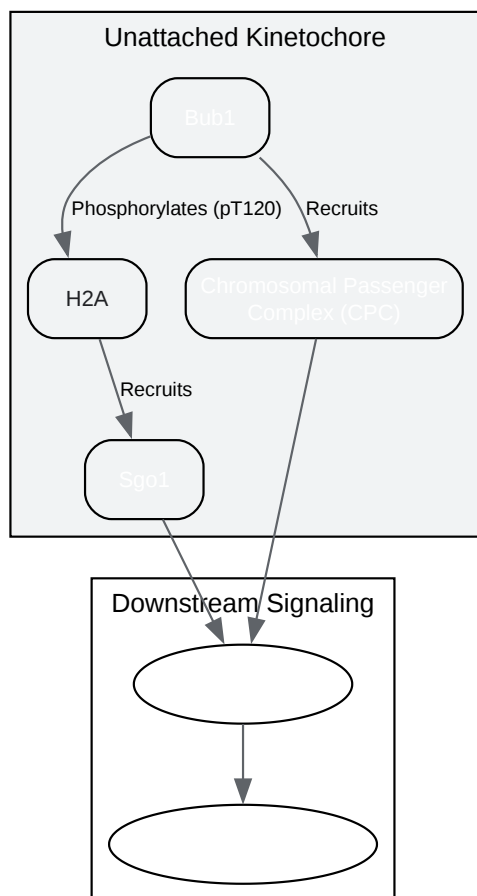 Unattached Kinetochore
Bub1
Phosphorylates (pT120)
Recruits
H2A
Chromosomal Passenger
Complex (CPC)
Recruits
Sgo1
Downstream Signaling